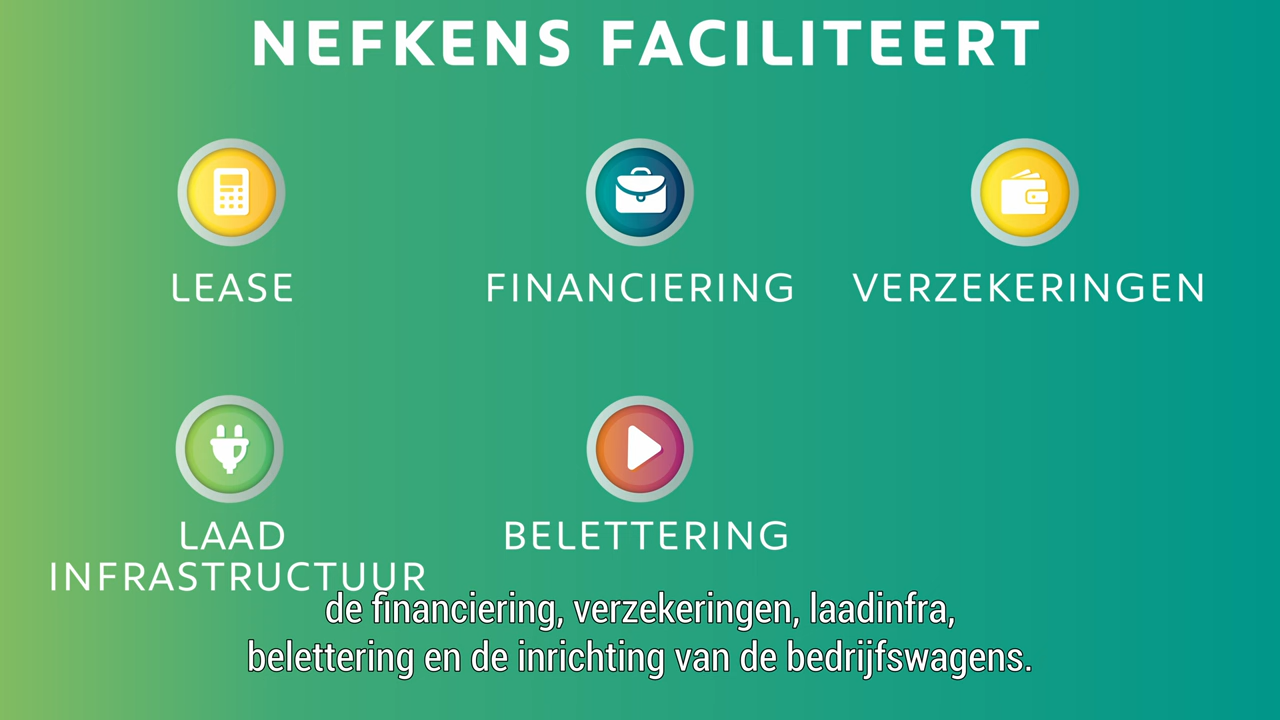 NEFKENS FACILITEERT
LEASE
FINANCIERING
VERZEKERINGEN
LAAD
INFRASTRUCTUUR
BELETTERING
de financiering, verzekeringen, laadinfra,
belettering en de inrichting van de bedrijfswagens.